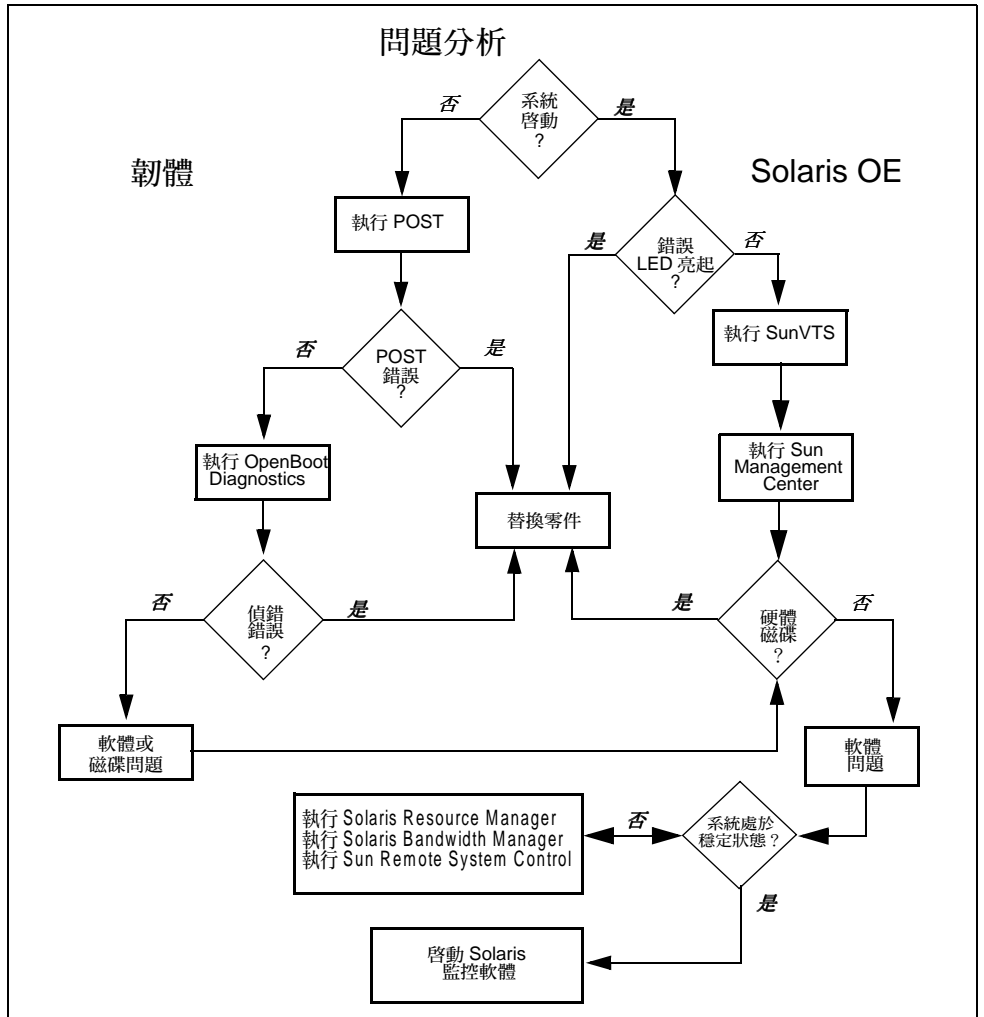 問題分析
系統
啓動
?
否
是
韌體
Solaris OE
執行 POST
錯誤
LED 亮起
?
是
否
執行 SunVTS
POST
錯誤
?
否
是
執行 OpenBoot
Diagnostics
執行 Sun
Management
Center
替換零件
偵錯
錯誤
?
否
是
硬體
磁碟
?
是
否
軟體或
磁碟問題
軟體
問題
執行 Solaris Resource Manager
執行 Solaris Bandwidth Manager
執行 Sun Remote System Control
否
系統處於
穩定狀態?
是
啓動 Solaris
監控軟體